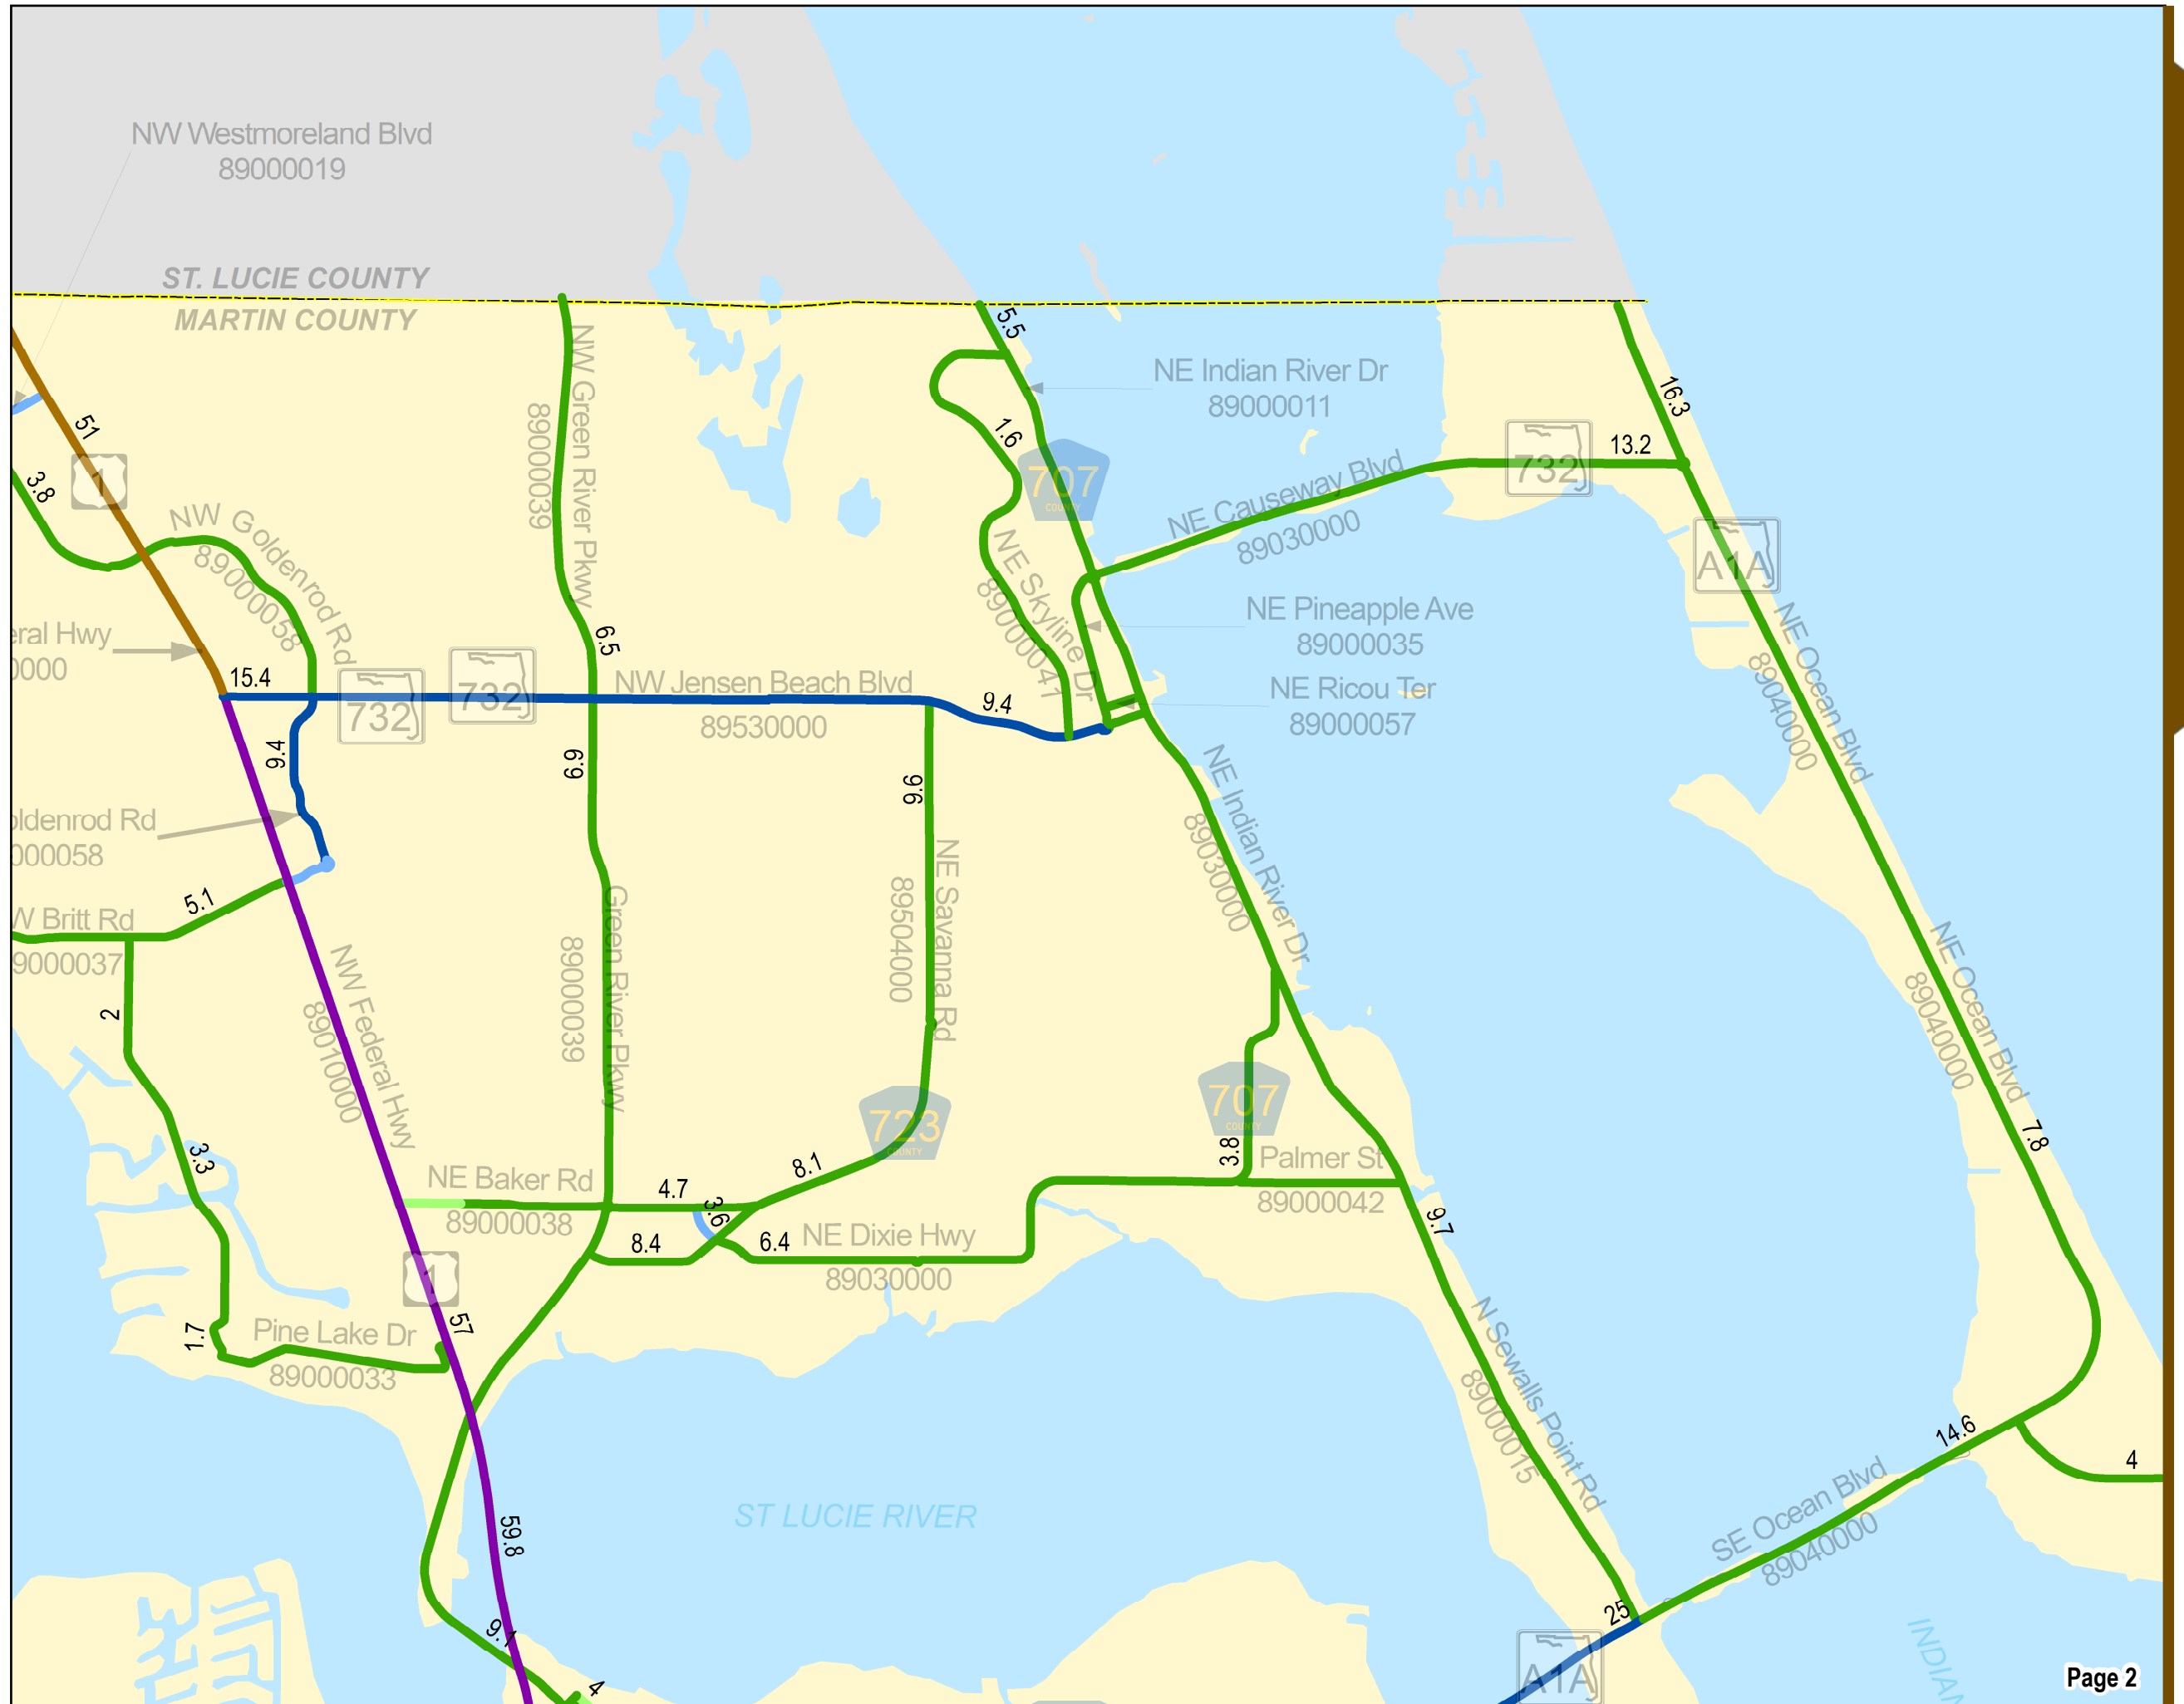 NW Westmoreland Blvd
89000019
ST. LUCIE COUNTY
MARTIN COUNTY
5.5
NE Indian River Dr
89000011
16.3
51
1
3.8
NW Green River Pkwy
89000039
1.6
707
COUNTY
NE Causeway Blvd
89030000
732
13.2
NW Goldenrod Rd
89000058
A1A
NE Skyline Dr
89000041
NE Pineapple Ave
89000035
eral Hwy
0000
6.5
15.4
732
732
NW Jensen Beach Blvd
89530000
9.4
NE Ricou Ter
89000057
NE Ocean Blvd
89040000
9.4
6.9
9.6
oldenrod Rd
000058
NE Indian River Dr
89030000
5.1
W Britt Rd
9000037
NE Savanna Rd
89504000
Green River Pkwy
89000039
NW Federal Hwy
89010000
NE Ocean Blvd
89040000
2
723
COUNTY
707
COUNTY
3.3
NE Baker Rd
89000038
4.7
3.6
8.1
3.8
Palmer St
89000042
7.8
8.4
6.4
NE Dixie Hwy
89030000
9.7
1
57
1.7
Pine Lake Dr
89000033
N Sewalls Point Rd
89000015
14.6
4
ST LUCIE RIVER
59.8
SE Ocean Blvd
89040000
9.1
25
A1A
INDIAN
4
Page 2